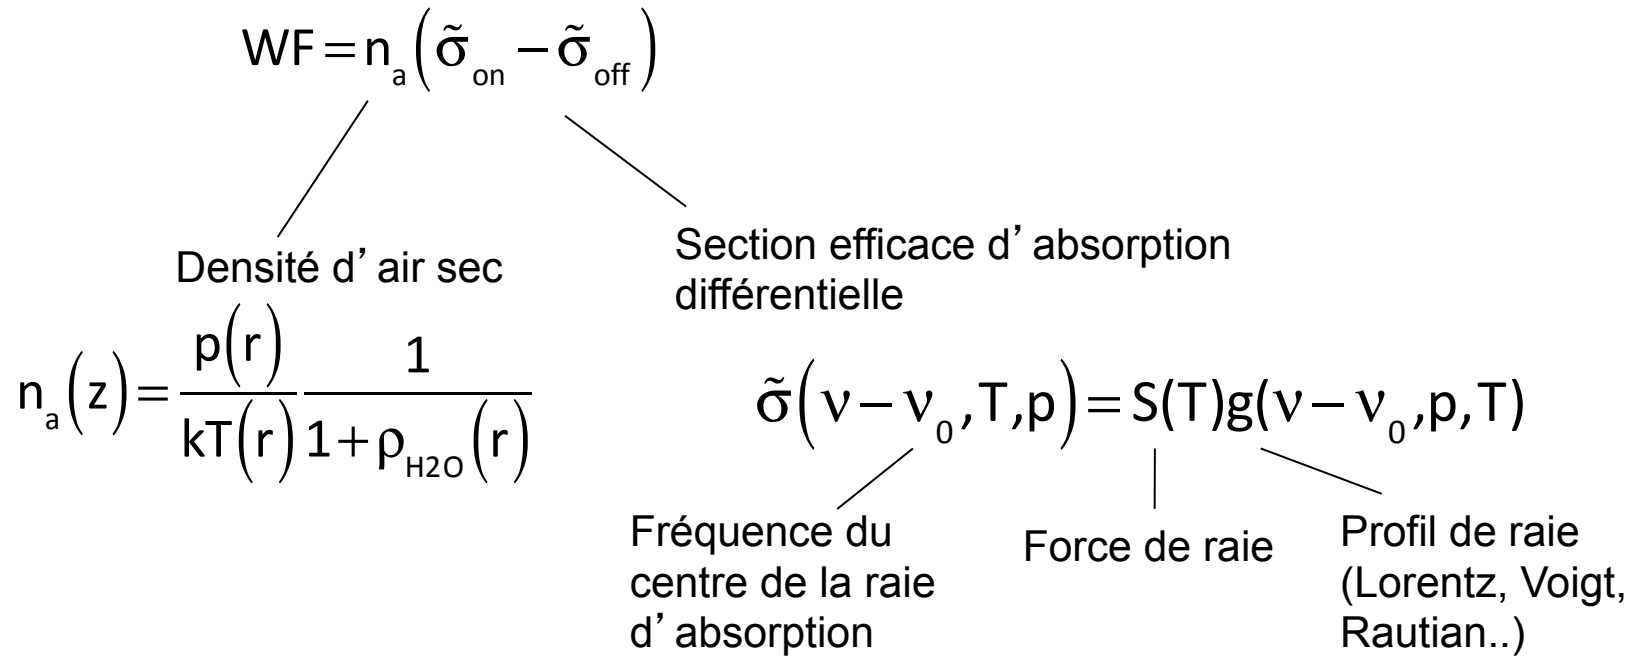 WF = n_a(σ̃_on − σ̃_off)
Densité d’ air sec
Section efficace d’ absorption
différentielle
n_a(z) = p(r)/kT(r) 1/(1+ρ_H2O(r))
σ̃(ν − ν_0,T,p) = S(T)g(ν − ν_0,p,T)
Fréquence du
centre de la raie
d’ absorption
Force de raie
Profil de raie
(Lorentz, Voigt,
Rautian..)